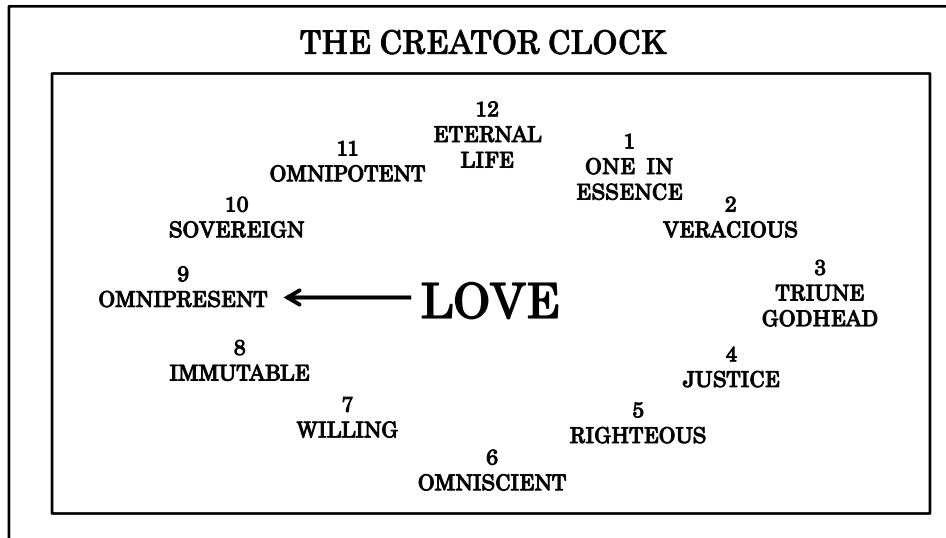 THE CREATOR CLOCK
12
ETERNAL
LIFE
1
ONE IN
ESSENCE
2
VERACIOUS
3
TRIUNE
GODHEAD
4
JUSTICE
5
RIGHTEOUS
6
OMNISCIENT
7
WILLING
8
IMMUTABLE
9
OMNIPRESENT
10
SOVEREIGN
11
OMNIPOTENT
LOVE